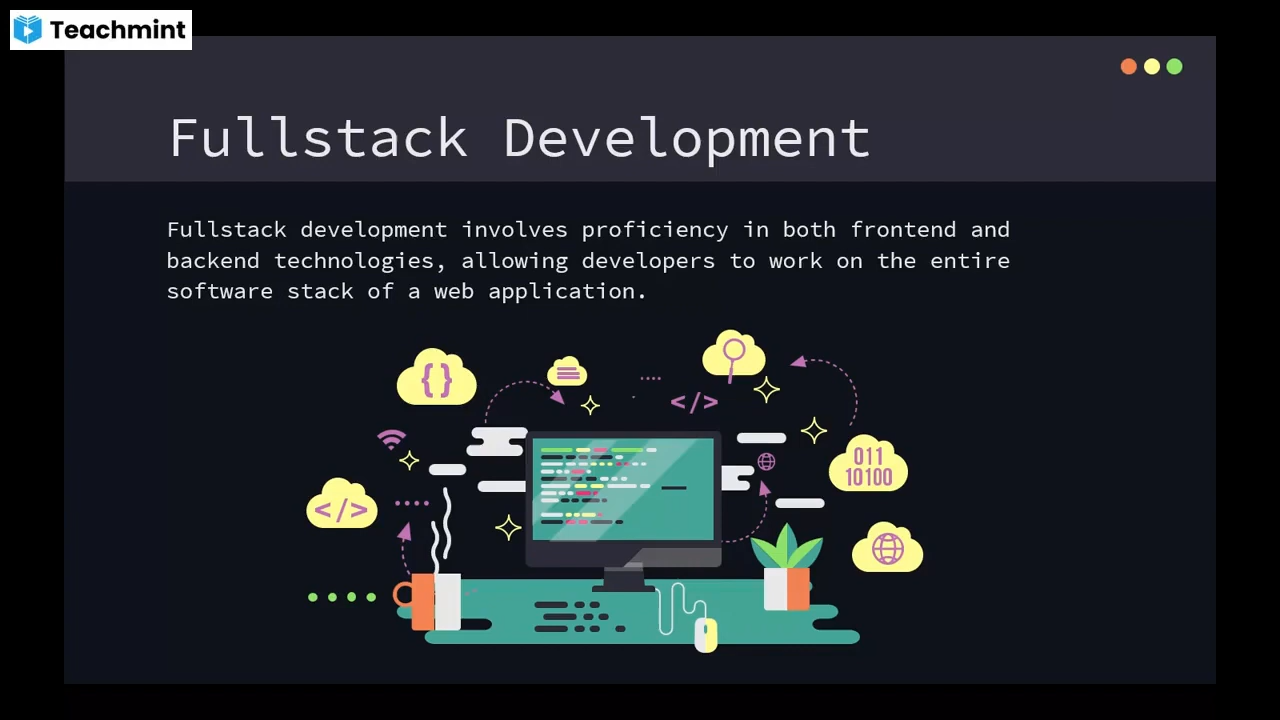 Teachmint
Fullstack Development
Fullstack development involves proficiency in both frontend and
backend technologies, allowing developers to work on the entire
software stack of a web application.
{}
</>
011
10100
</>